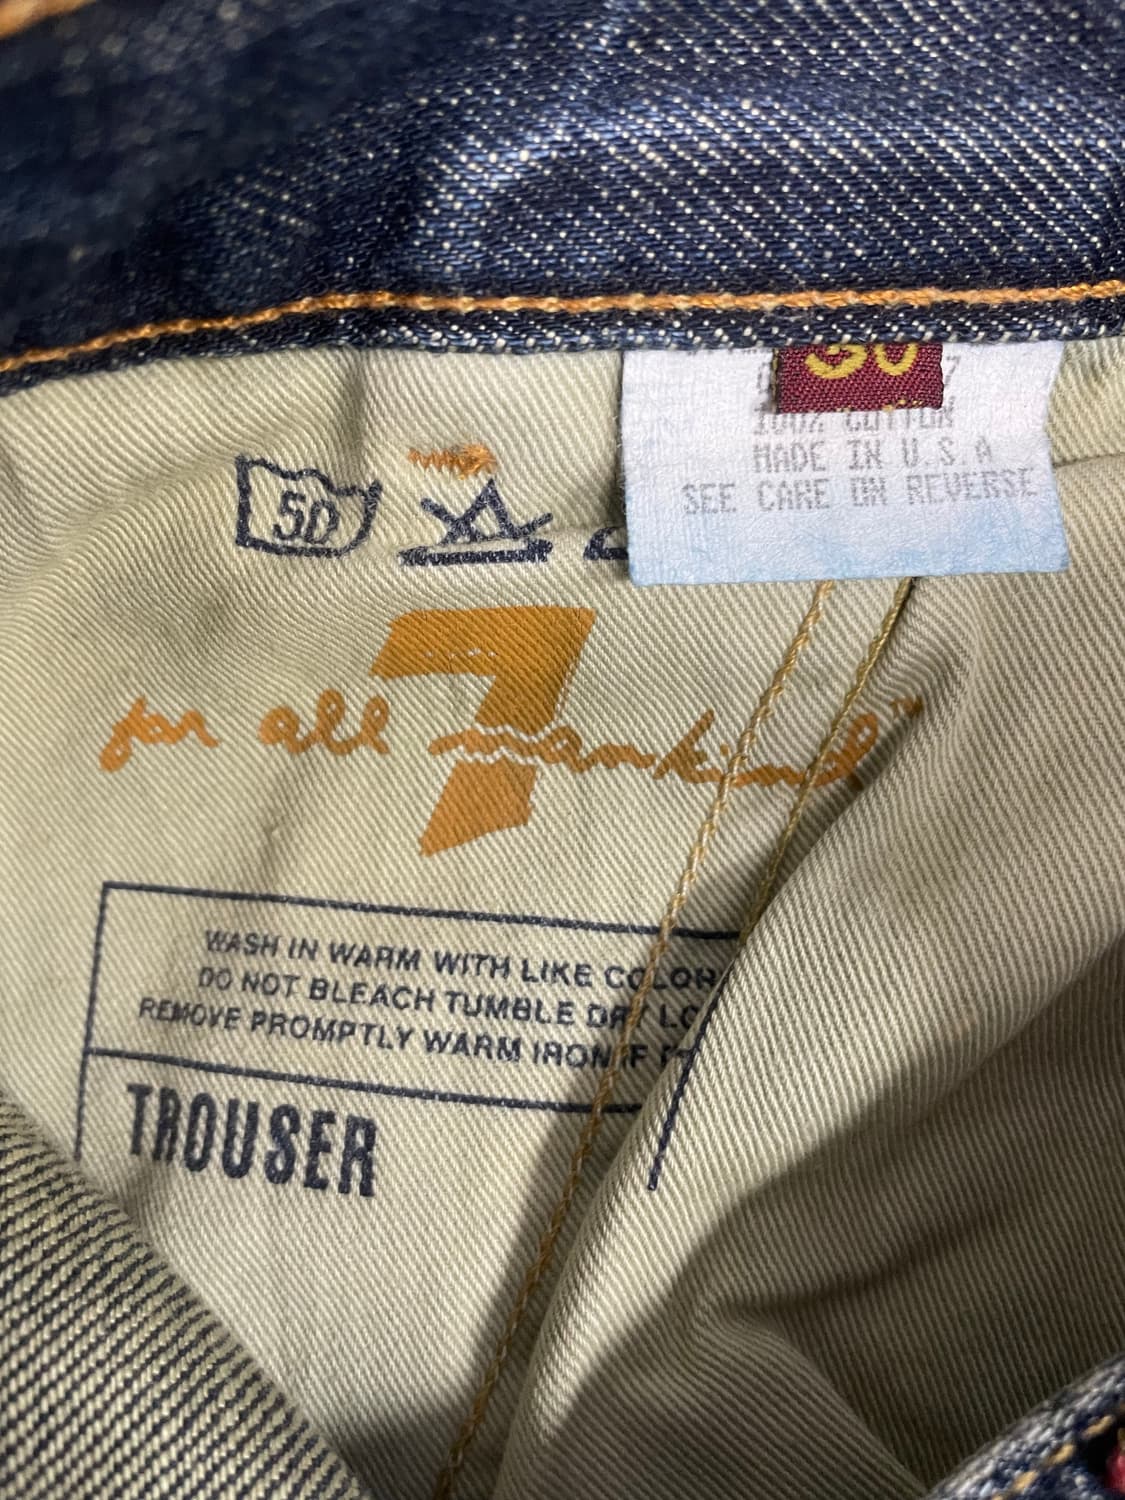 30
100% COTTON
MADE IN U.S.A
SEE CARE ON REVERSE
50
7
for all mankind™
WASH IN WARM WITH LIKE COLOR
DO NOT BLEACH TUMBLE DRY
REMOVE PROMPTLY WARM IRON IF
TROUSER